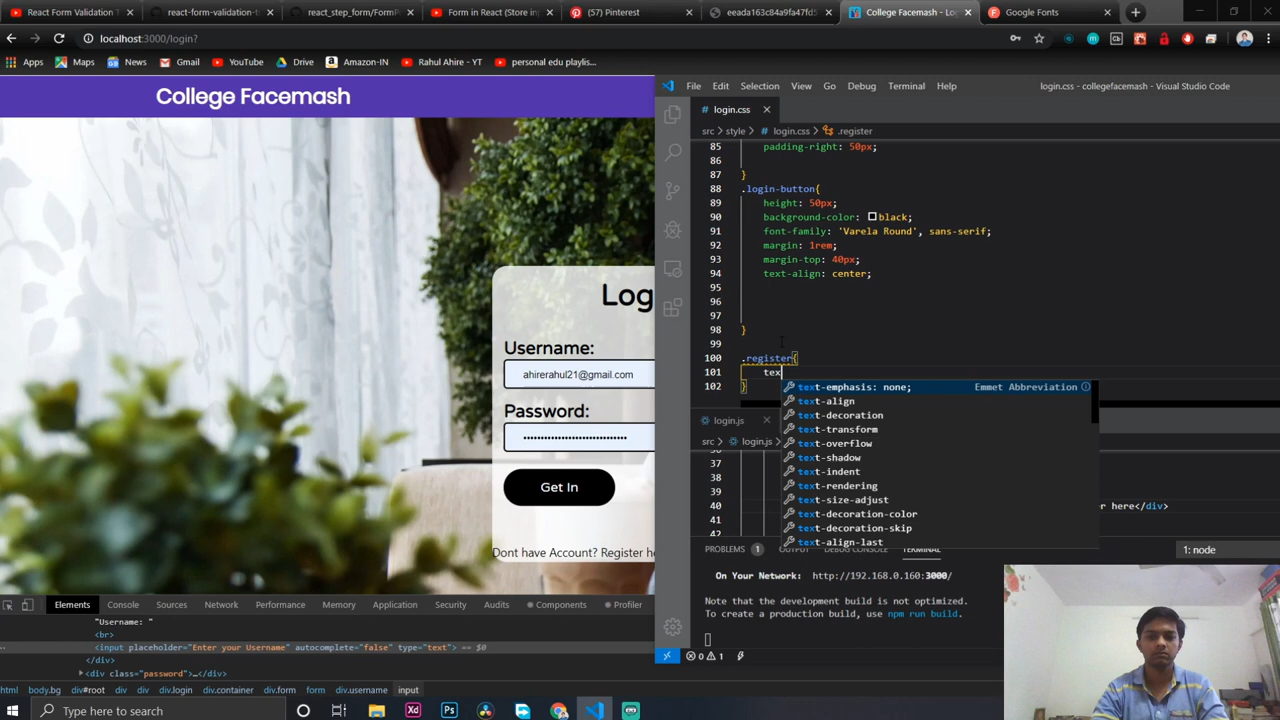 React Form Validation T
react-form-validation-t
react_step_form/FormP
Form in React (Store in
(57) Pinterest
eeada163c84a9fa47fd5
College Facemash - Lo
Google Fonts
localhost:3000/login?
Apps
Maps
News
Gmail
YouTube
Drive
Amazon-IN
Rahul Ahire - YT
personal edu playlis...
College Facemash
Log
Username:
ahirerahul21@gmail.com
Password:
Get In
Dont have Account? Register he
File Edit Selection View Go Debug Terminal Help
login.css - collegefacemash - Visual Studio Code
login.css
src > style > login.css > .register
85 padding-right: 50px;
86
87 }
88 .login-button{
89 height: 50px;
90 background-color: black;
91 font-family: 'Varela Round', sans-serif;
92 margin: 1rem;
93 margin-top: 40px;
94 text-align: center;
95
96
97
98 }
99
100 .register{
101 tex
102 }
text-emphasis: none; Emmet Abbreviation
text-align
text-decoration
text-transform
text-overflow
text-shadow
text-indent
text-rendering
text-size-adjust
text-decoration-color
text-decoration-skip
text-align-last
login.js
src > login.js
36
37
38
39
40 er here</div>
41
42
PROBLEMS 1 OUTPUT DEBUG CONSOLE TERMINAL 1: node
On Your Network: http://192.168.0.160:3000/
Note that the development build is not optimized.
To create a production build, use npm run build.
0 1
Elements Console Sources Network Performance Memory Application Security Audits Components Profiler
"Username: "
<br>
<input placeholder="Enter your Username" autocomplete="false" type="text"> == $0
</div>
<div class="password">…</div>
html body.bg div#root div div.login div.container div.form form div.username input
Type here to search